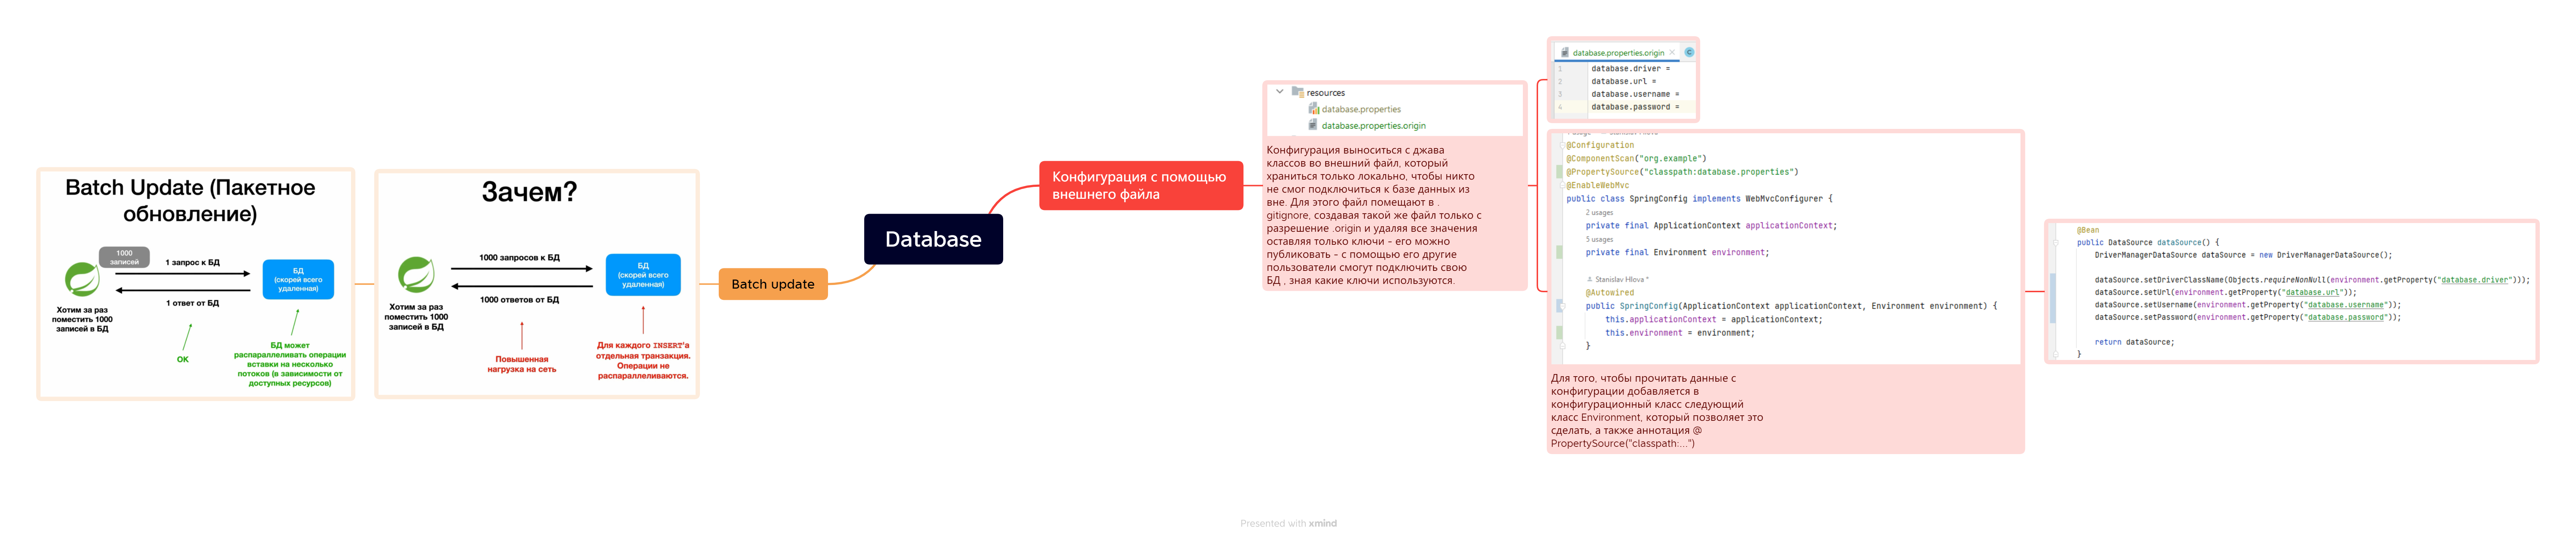 Batch Update (Пакетное
обновление)
1000
записей
1 запрос к БД
БД
(скорей всего
удаленная)
1 ответ от БД
Хотим за раз
поместить 1000
записей в БД
OK
БД может
распараллеливать операции
вставки на несколько
потоков (в зависимости от
доступных ресурсов)
Зачем?
1000 запросов к БД
БД
(скорей всего
удаленная)
1000 ответов от БД
Хотим за раз
поместить 1000
записей в БД
Повышенная
нагрузка на сеть
Для каждого INSERT'а
отдельная транзакция.
Операции не
распараллеливаются.
Batch update
Database
Конфигурация с помощью
внешнего файла
resources
database.properties
database.properties.origin
Конфигурация выноситься с джава
классов во внешний файл, который
храниться только локально, чтобы никто
не смог подключиться к базе данных из
вне. Для этого файл помещают в .
gitignore, создавая такой же файл только с
разрешение .origin и удаляя все значения
оставляя только ключи - его можно
публиковать - с помощью его другие
пользователи смогут подключить свою
БД , зная какие ключи используются.
database.properties.origin
1 database.driver =
2 database.url =
3 database.username =
4 database.password =
@Configuration
@ComponentScan("org.example")
@PropertySource("classpath:database.properties")
@EnableWebMvc
public class SpringConfig implements WebMvcConfigurer {
2 usages
private final ApplicationContext applicationContext;
5 usages
private final Environment environment;
Stanislav Hlova *
@Autowired
public SpringConfig(ApplicationContext applicationContext, Environment environment) {
this.applicationContext = applicationContext;
this.environment = environment;
}
Для того, чтобы прочитать данные с
конфигурации добавляется в
конфигурационный класс следующий
класс Environment, который позволяет это
сделать, а также аннотация @
PropertySource("classpath:...")
@Bean
public DataSource dataSource() {
DriverManagerDataSource dataSource = new DriverManagerDataSource();
dataSource.setDriverClassName(Objects.requireNonNull(environment.getProperty("database.driver")));
dataSource.setUrl(environment.getProperty("database.url"));
dataSource.setUsername(environment.getProperty("database.username"));
dataSource.setPassword(environment.getProperty("database.password"));
return dataSource;
}
Presented with xmind